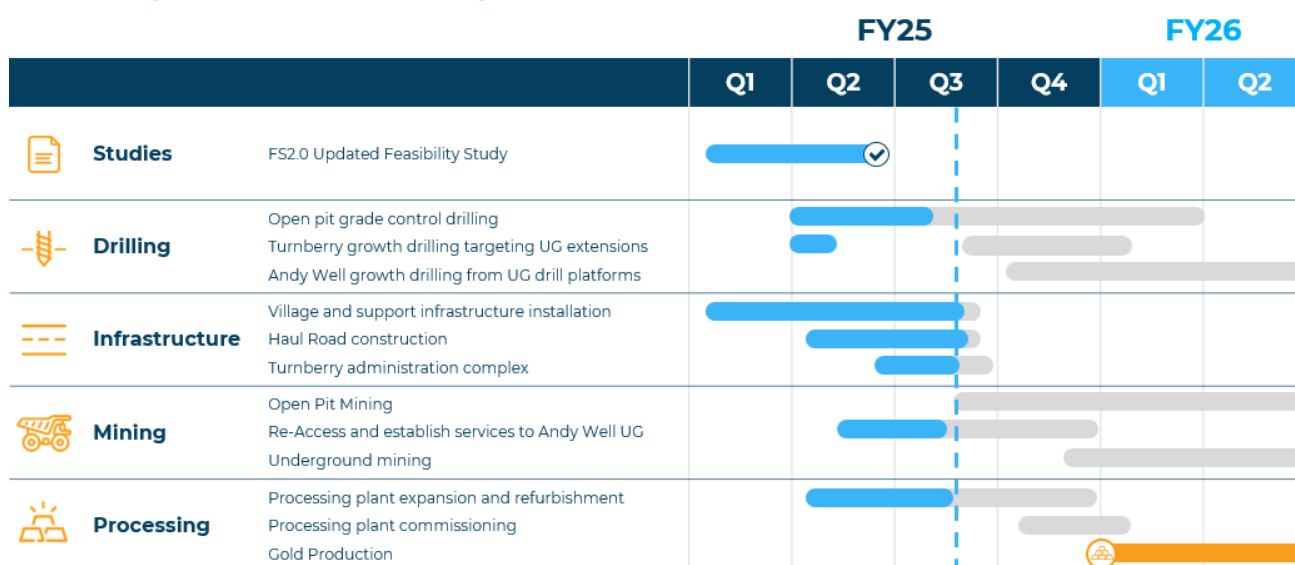 FY25 FY26
Q1 Q2 Q3 Q4 Q1 Q2
Studies
FS2.0 Updated Feasibility Study
Drilling
Open pit grade control drilling
Turnberry growth drilling targeting UG extensions
Andy Well growth drilling from UG drill platforms
Infrastructure
Village and support infrastructure installation
Haul Road construction
Turnberry administration complex
Mining
Open Pit Mining
Re-Access and establish services to Andy Well UG
Underground mining
Processing
Processing plant expansion and refurbishment
Processing plant commissioning
Gold Production